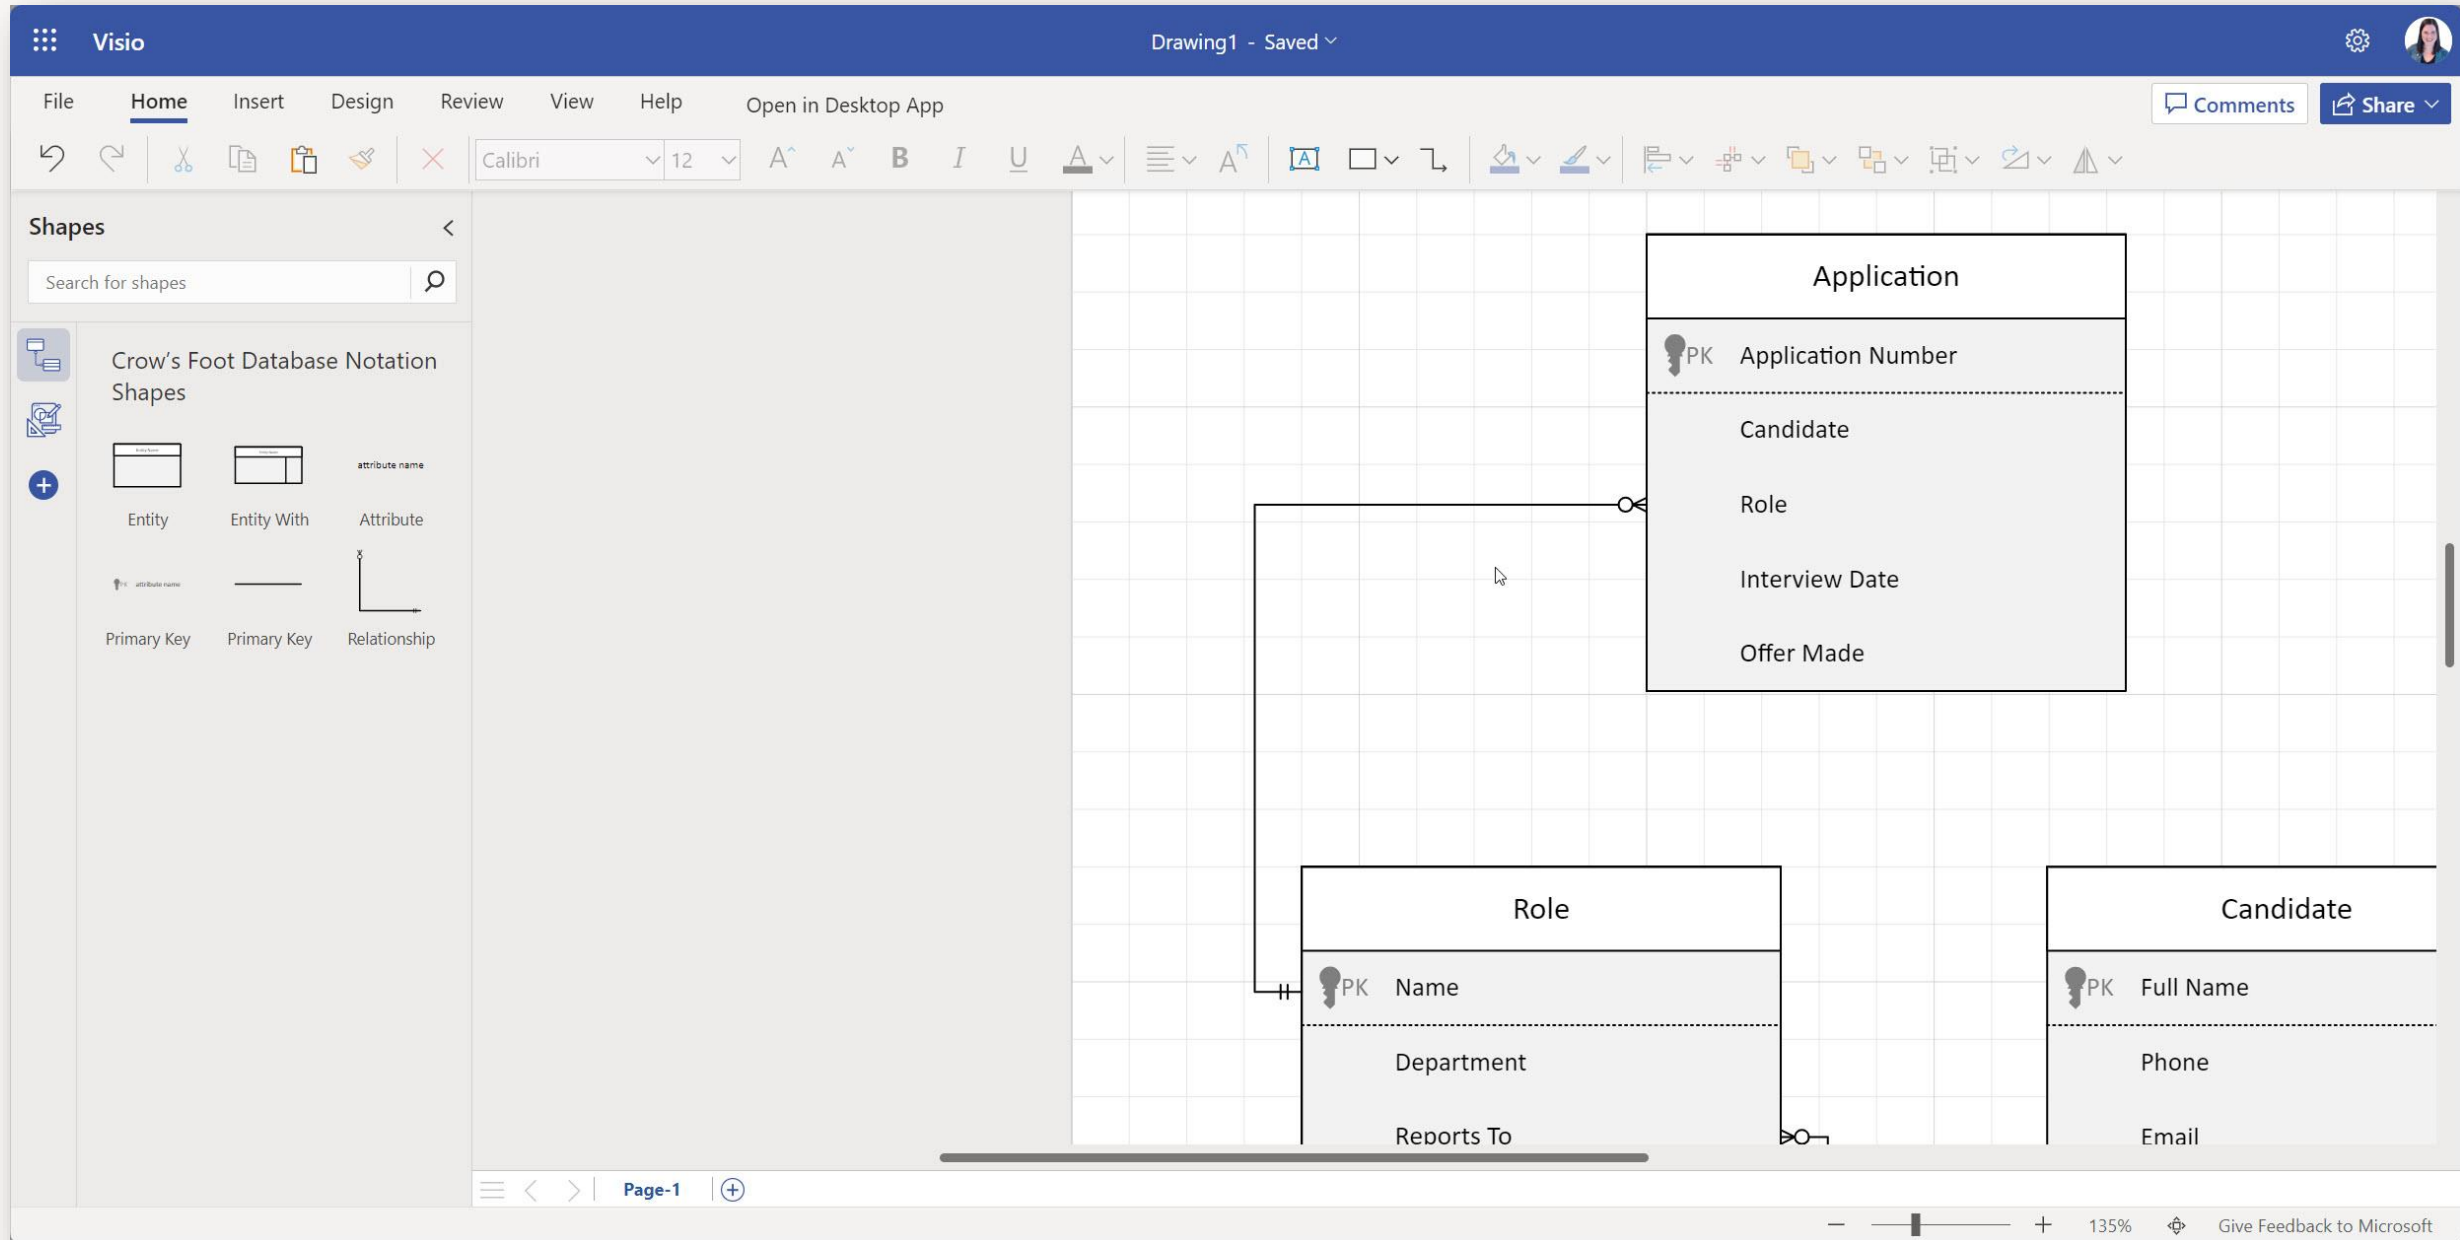 Visio
Drawing1 - Saved
File Home Insert Design Review View Help Open in Desktop App
Comments Share
Calibri 12
Shapes
Search for shapes
Crow's Foot Database Notation
Shapes
attribute name
Entity Entity With Attribute
PK attribute name
Primary Key Primary Key Relationship
Application
PK Application Number
Candidate
Role
Interview Date
Offer Made
Role
PK Name
Department
Reports To
Candidate
PK Full Name
Phone
Email
Page-1
135% Give Feedback to Microsoft